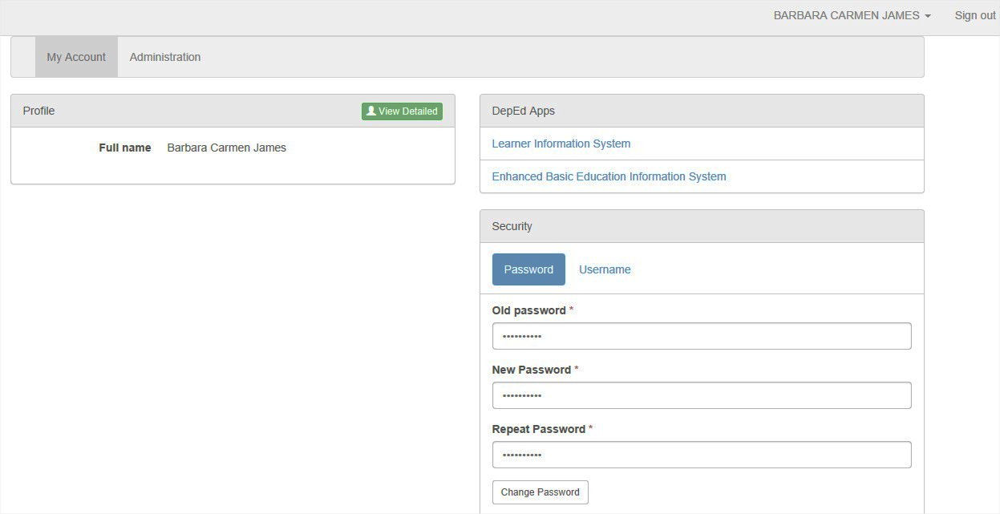 BARBARA CARMEN JAMES
Sign out
My Account
Administration
Profile
View Detailed
Full name Barbara Carmen James
DepEd Apps
Learner Information System
Enhanced Basic Education Information System
Security
Password
Username
Old password *
••••••••••
New Password *
••••••••••
Repeat Password *
••••••••••
Change Password